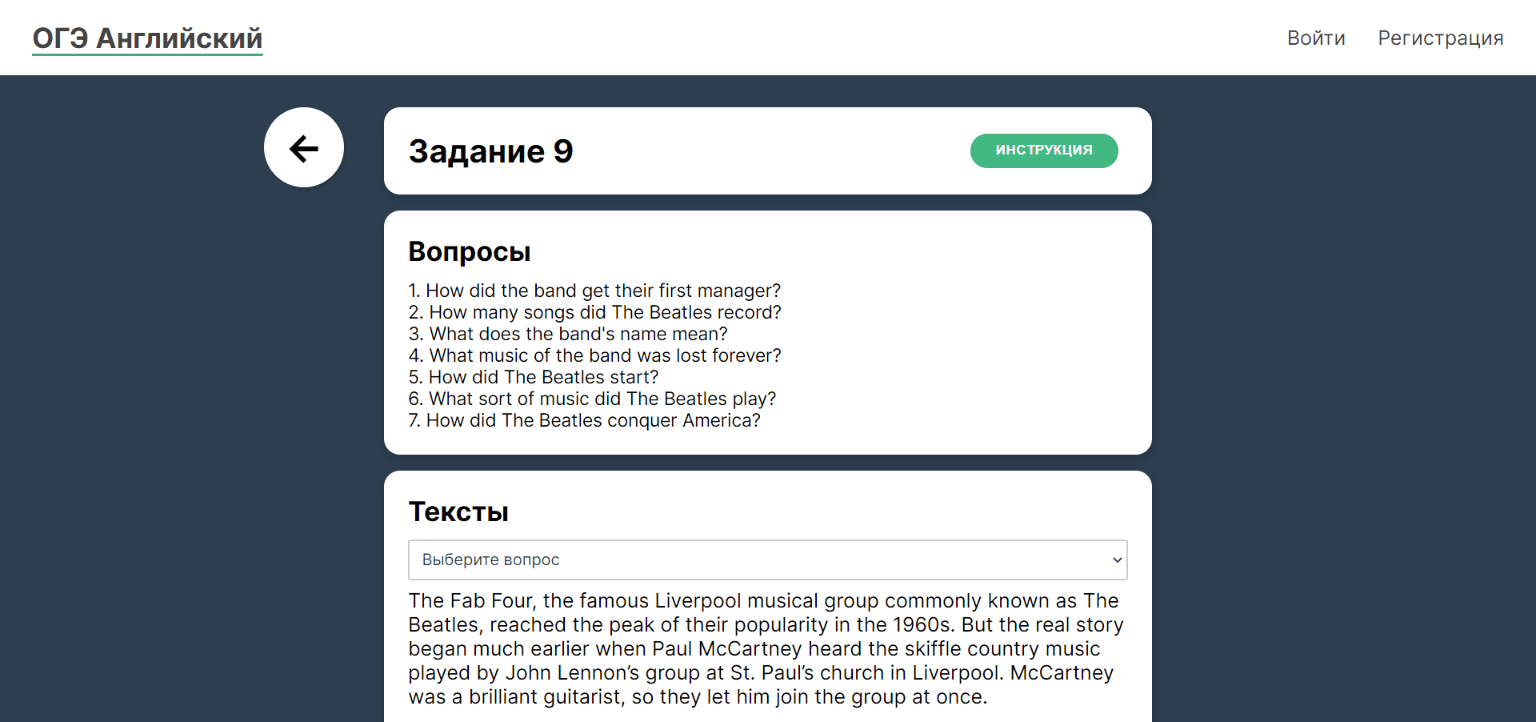 ОГЭ Английский
Войти
Регистрация
Задание 9
ИНСТРУКЦИЯ
Вопросы
1. How did the band get their first manager?
2. How many songs did The Beatles record?
3. What does the band's name mean?
4. What music of the band was lost forever?
5. How did The Beatles start?
6. What sort of music did The Beatles play?
7. How did The Beatles conquer America?
Тексты
Выберите вопрос
The Fab Four, the famous Liverpool musical group commonly known as The
Beatles, reached the peak of their popularity in the 1960s. But the real story
began much earlier when Paul McCartney heard the skiffle country music
played by John Lennon’s group at St. Paul’s church in Liverpool. McCartney
was a brilliant guitarist, so they let him join the group at once.